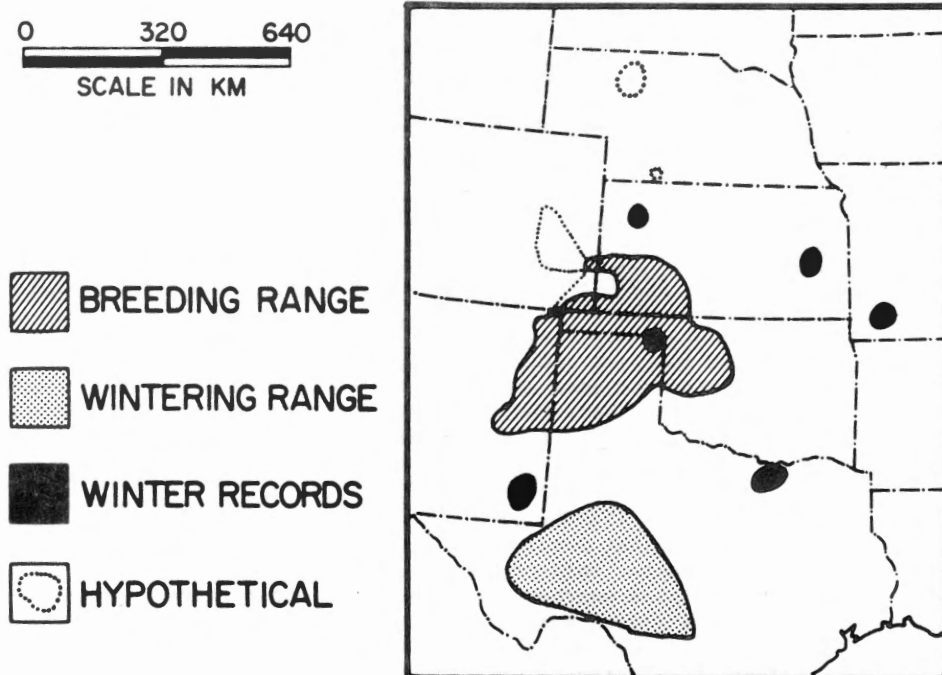 0 320 640
SCALE IN KM
BREEDING RANGE
WINTERING RANGE
WINTER RECORDS
HYPOTHETICAL